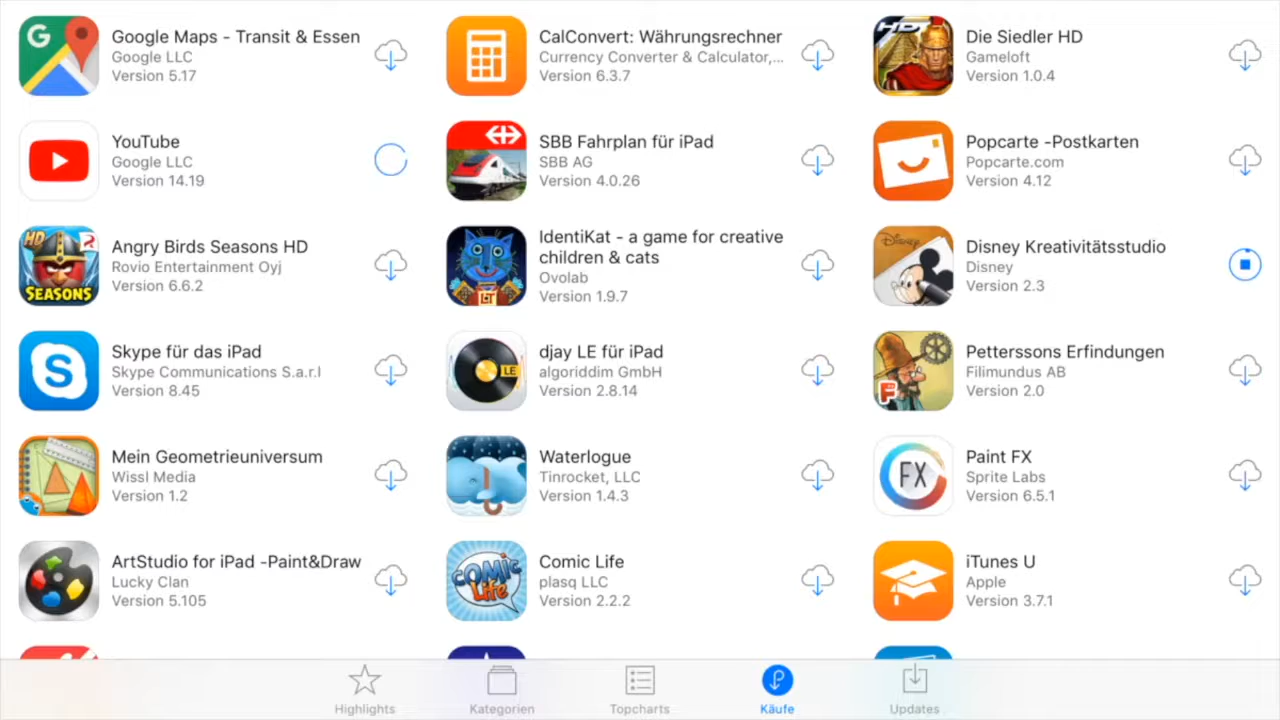 Google Maps - Transit & Essen
Google LLC
Version 5.17
CalConvert: Währungsrechner
Currency Converter & Calculator,...
Version 6.3.7
HD
Die Siedler HD
Gameloft
Version 1.0.4
YouTube
Google LLC
Version 14.19
SBB Fahrplan für iPad
SBB AG
Version 4.0.26
Popcarte -Postkarten
Popcarte.com
Version 4.12
HD
SEASONS
Angry Birds Seasons HD
Rovio Entertainment Oyj
Version 6.6.2
IdentiKat - a game for creative
children & cats
Ovolab
Version 1.9.7
Disney
Disney Kreativitätsstudio
Disney
Version 2.3
Skype für das iPad
Skype Communications S.a.r.l
Version 8.45
LE
djay LE für iPad
algoriddim GmbH
Version 2.8.14
F
Petterssons Erfindungen
Filimundus AB
Version 2.0
Mein Geometrieuniversum
Wissl Media
Version 1.2
Waterlogue
Tinrocket, LLC
Version 1.4.3
FX
Paint FX
Sprite Labs
Version 6.5.1
ArtStudio for iPad -Paint&Draw
Lucky Clan
Version 5.105
COMIC
Life
Comic Life
plasq LLC
Version 2.2.2
iTunes U
Apple
Version 3.7.1
Highlights
Kategorien
Topcharts
Käufe
Updates